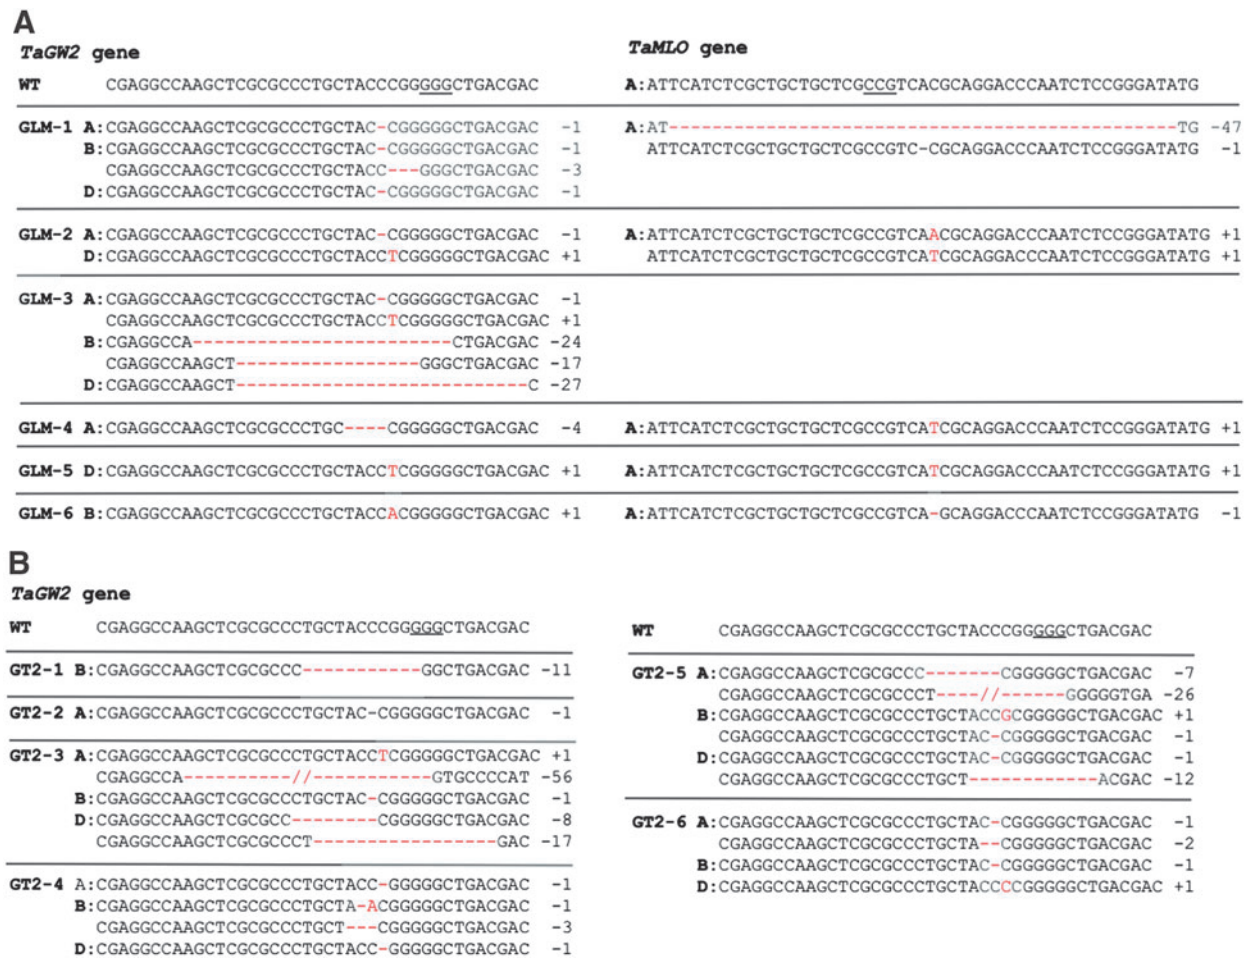 A
TaGW2 gene
TaMLO gene
WT CGAGGCCAAGCTCGCGCCCTGCTACCCGGGGGCTGACGAC A:ATTCATCTCGCTGCTGCTCGCCGTCACGCAGGACCCAATCTCCGGGATATG
GLM-1 A:CGAGGCCAAGCTCGCGCCCTGCTAC-CGGGGGCTGACGAC -1 A:AT-----------------------------------------------TG -47
B:CGAGGCCAAGCTCGCGCCCTGCTAC-CGGGGGCTGACGAC -1 ATTCATCTCGCTGCTGCTCGCCGTC-CGCAGGACCCAATCTCCGGGATATG -1
CGAGGCCAAGCTCGCGCCCTGCTACC---GGGCTGACGAC -3
D:CGAGGCCAAGCTCGCGCCCTGCTAC-CGGGGGCTGACGAC -1
GLM-2 A:CGAGGCCAAGCTCGCGCCCTGCTAC-CGGGGGCTGACGAC -1 A:ATTCATCTCGCTGCTGCTCGCCGTCAACGCAGGACCCAATCTCCGGGATATG +1
D:CGAGGCCAAGCTCGCGCCCTGCTACCTCGGGGGCTGACGAC +1 ATTCATCTCGCTGCTGCTCGCCGTCATCGCAGGACCCAATCTCCGGGATATG +1
GLM-3 A:CGAGGCCAAGCTCGCGCCCTGCTAC-CGGGGGCTGACGAC -1
CGAGGCCAAGCTCGCGCCCTGCTACCTCGGGGGCTGACGAC +1
B:CGAGGCCA------------------------CTGACGAC -24
CGAGGCCAAGCT-----------------GGGCTGACGAC -17
D:CGAGGCCAAGCT---------------------------C -27
GLM-4 A:CGAGGCCAAGCTCGCGCCCTGC----CGGGGGCTGACGAC -4 A:ATTCATCTCGCTGCTGCTCGCCGTCATCGCAGGACCCAATCTCCGGGATATG +1
GLM-5 D:CGAGGCCAAGCTCGCGCCCTGCTACCTCGGGGGCTGACGAC +1 A:ATTCATCTCGCTGCTGCTCGCCGTCATCGCAGGACCCAATCTCCGGGATATG +1
GLM-6 B:CGAGGCCAAGCTCGCGCCCTGCTACCACGGGGGCTGACGAC +1 A:ATTCATCTCGCTGCTGCTCGCCGTCA-GCAGGACCCAATCTCCGGGATATG -1
B
TaGW2 gene
WT CGAGGCCAAGCTCGCGCCCTGCTACCCGGGGGCTGACGAC
GT2-1 B:CGAGGCCAAGCTCGCGCCC-----------GGCTGACGAC -11
GT2-2 A:CGAGGCCAAGCTCGCGCCCTGCTAC-CGGGGGCTGACGAC -1
GT2-3 A:CGAGGCCAAGCTCGCGCCCTGCTACCTCGGGGGCTGACGAC +1
CGAGGCCA----------//-----------GTGCCCCAT -56
B:CGAGGCCAAGCTCGCGCCCTGCTAC-CGGGGGCTGACGAC -1
D:CGAGGCCAAGCTCGCGCC--------CGGGGGCTGACGAC -8
CGAGGCCAAGCTCGCGCCCT-----------------GAC -17
GT2-4 A:CGAGGCCAAGCTCGCGCCCTGCTACC-GGGGGCTGACGAC -1
B:CGAGGCCAAGCTCGCGCCCTGCTA-ACGGGGGCTGACGAC -1
CGAGGCCAAGCTCGCGCCCTGCT---CGGGGGCTGACGAC -3
D:CGAGGCCAAGCTCGCGCCCTGCTACC-GGGGGCTGACGAC -1
WT CGAGGCCAAGCTCGCGCCCTGCTACCCGGGGGCTGACGAC
GT2-5 A:CGAGGCCAAGCTCGCGCCC-------CGGGGGCTGACGAC -7
CGAGGCCAAGCTCGCGCCCT----//------GGGGGTGA -26
B:CGAGGCCAAGCTCGCGCCCTGCTACCGCGGGGGCTGACGAC +1
CGAGGCCAAGCTCGCGCCCTGCTAC-CGGGGGCTGACGAC -1
D:CGAGGCCAAGCTCGCGCCCTGCTAC-CGGGGGCTGACGAC -1
CGAGGCCAAGCTCGCGCCCTGCT------------ACGAC -12
GT2-6 A:CGAGGCCAAGCTCGCGCCCTGCTAC-CGGGGGCTGACGAC -1
CGAGGCCAAGCTCGCGCCCTGCTA--CGGGGGCTGACGAC -2
B:CGAGGCCAAGCTCGCGCCCTGCTAC-CGGGGGCTGACGAC -1
D:CGAGGCCAAGCTCGCGCCCTGCTACCCCGGGGGCTGACGAC +1